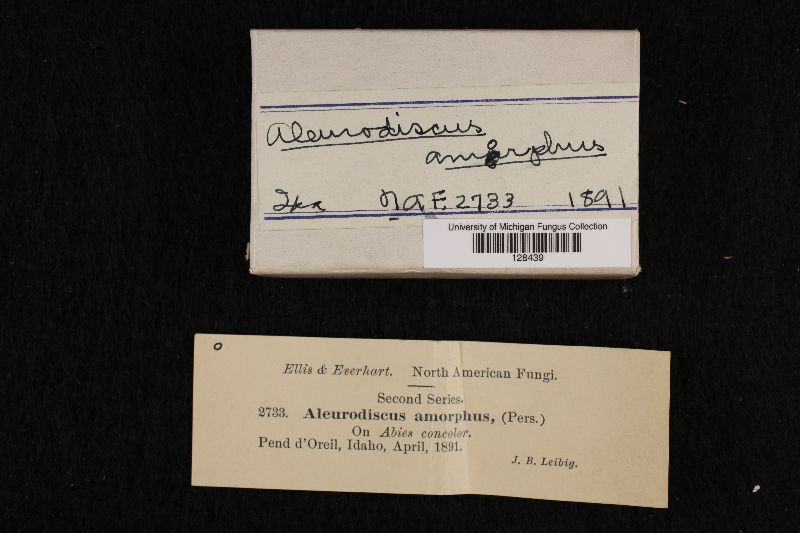 Aleurodiscus
amorphus
NAF 2733 1891
University of Michigan Fungus Collection
128439
o
Ellis & Everhart. North American Fungi.
Second Series.
2733. Aleurodiscus amorphus, (Pers.)
On Abies concolor.
Pend d'Oreil, Idaho, April, 1891.
J. B. Leibig.